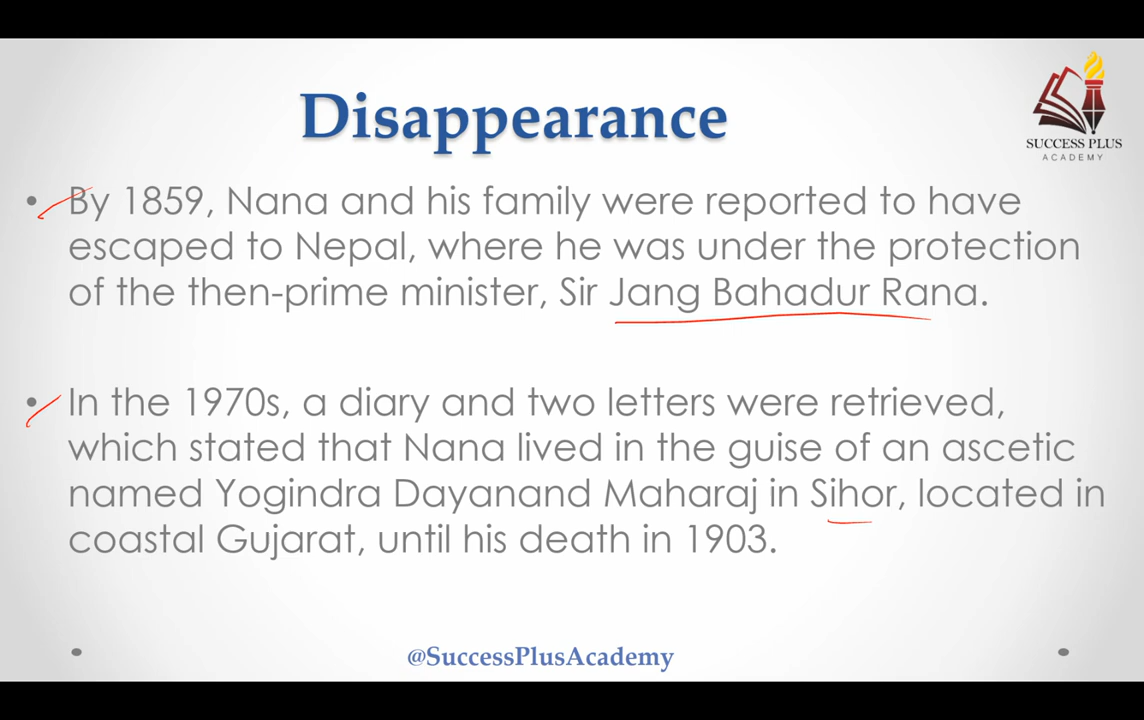 Disappearance
SUCCESS PLUS
ACADEMY
• By 1859, Nana and his family were reported to have
escaped to Nepal, where he was under the protection
of the then-prime minister, Sir Jang Bahadur Rana.
• In the 1970s, a diary and two letters were retrieved,
which stated that Nana lived in the guise of an ascetic
named Yogindra Dayanand Maharaj in Sihor, located in
coastal Gujarat, until his death in 1903.
@SuccessPlusAcademy